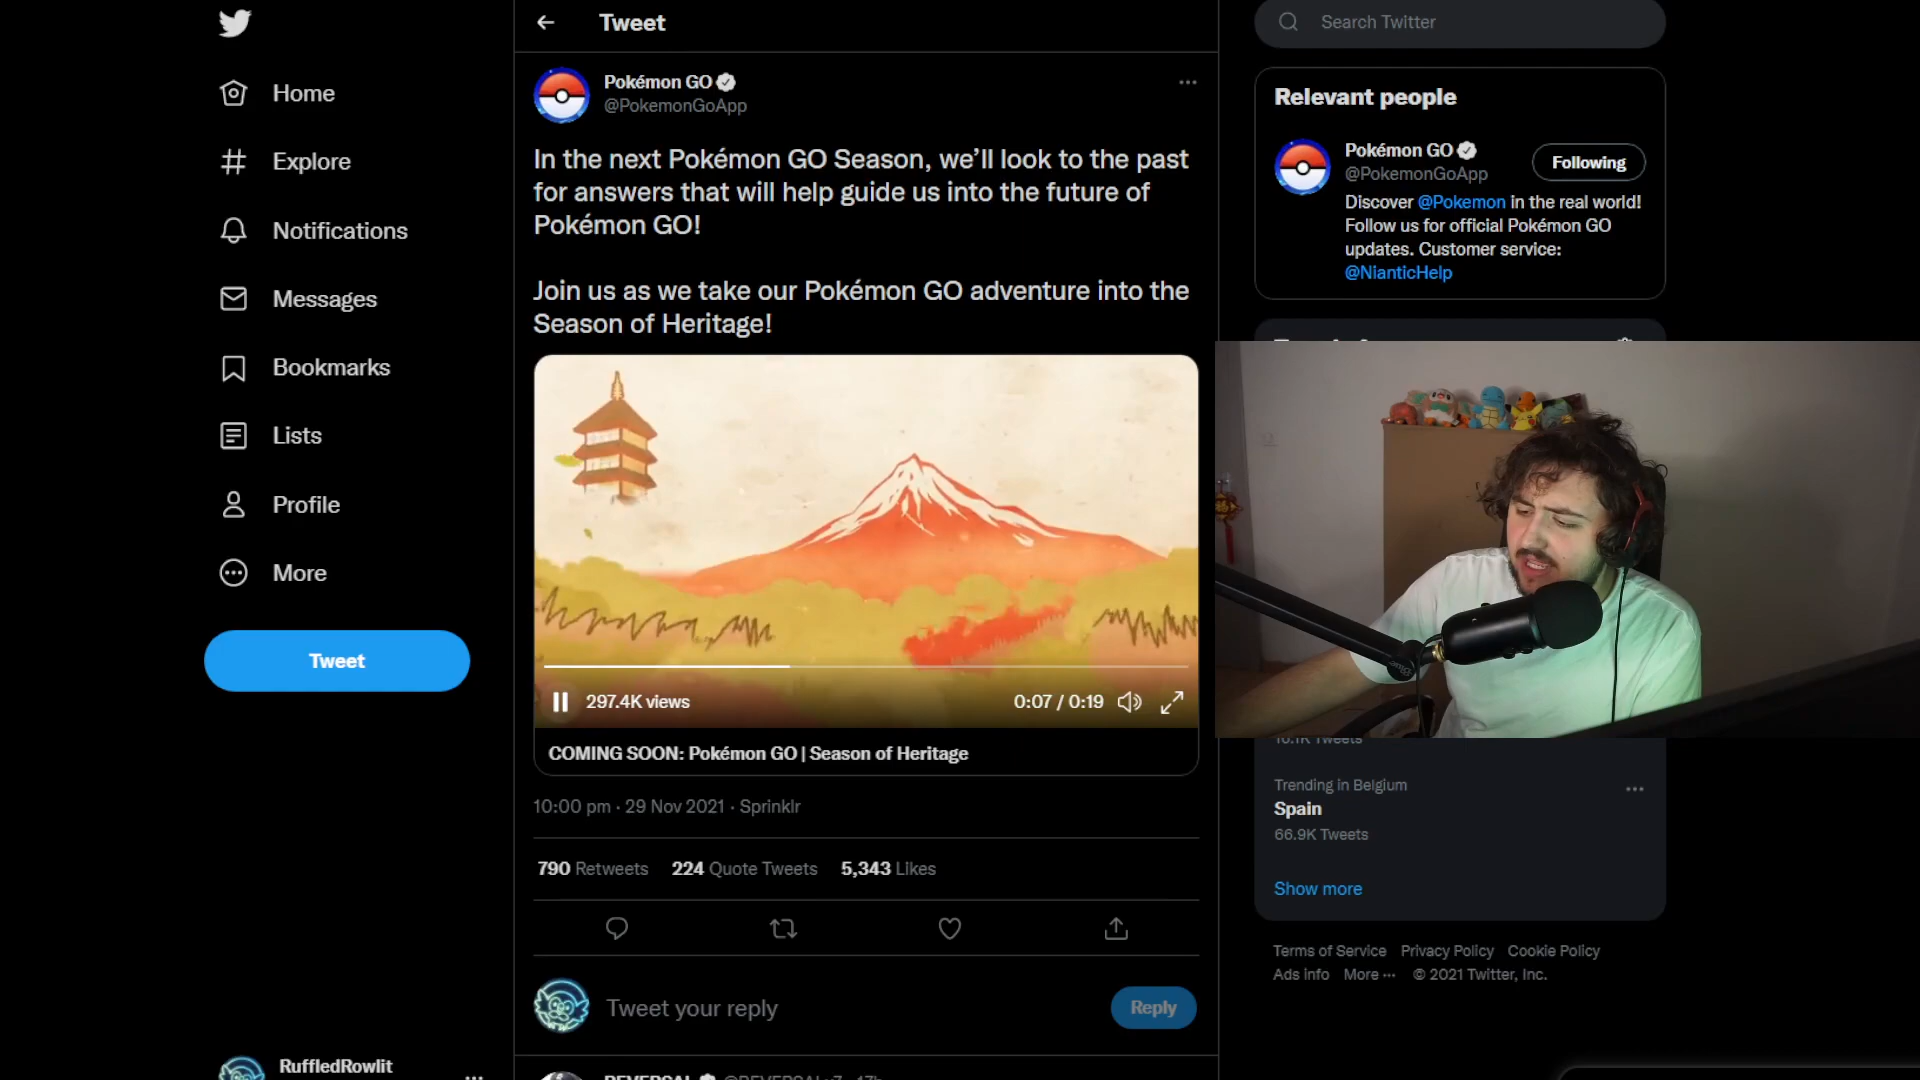 Tweet
Search Twitter
Home
Explore
Notifications
Messages
Bookmarks
Lists
Profile
More
Tweet
Pokémon GO
@PokemonGoApp
In the next Pokémon GO Season, we'll look to the past
for answers that will help guide us into the future of
Pokémon GO!
Join us as we take our Pokémon GO adventure into the
Season of Heritage!
297.4K views
0:07 / 0:19
COMING SOON: Pokémon GO | Season of Heritage
10:00 pm · 29 Nov 2021 · Sprinklr
790 Retweets 224 Quote Tweets 5,343 Likes
Tweet your reply
Reply
RuffledRowlit
Relevant people
Pokémon GO
@PokemonGoApp
Following
Discover @Pokemon in the real world!
Follow us for official Pokémon GO
updates. Customer service:
@NianticHelp
Tweets
Trending in Belgium
Spain
66.9K Tweets
Show more
Terms of Service Privacy Policy Cookie Policy
Ads info More ··· © 2021 Twitter, Inc.